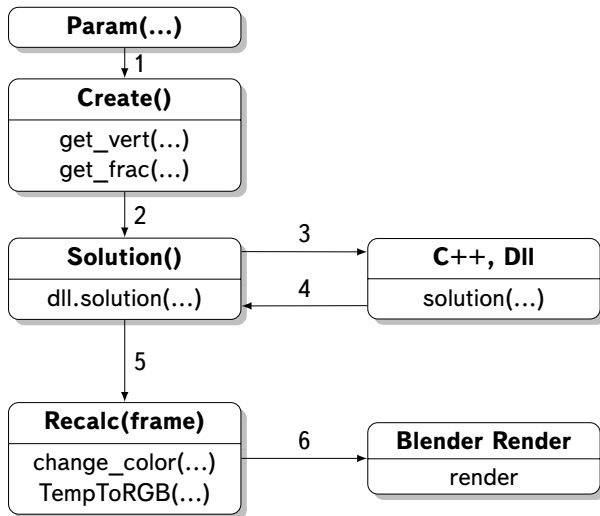 Param(...)
1
Create()
get_vert(...)
get_frac(...)
2
Solution()
dll.solution(...)
3
C++, Dll
solution(...)
4
5
Recalc(frame)
change_color(...)
TempToRGB(...)
6
Blender Render
render